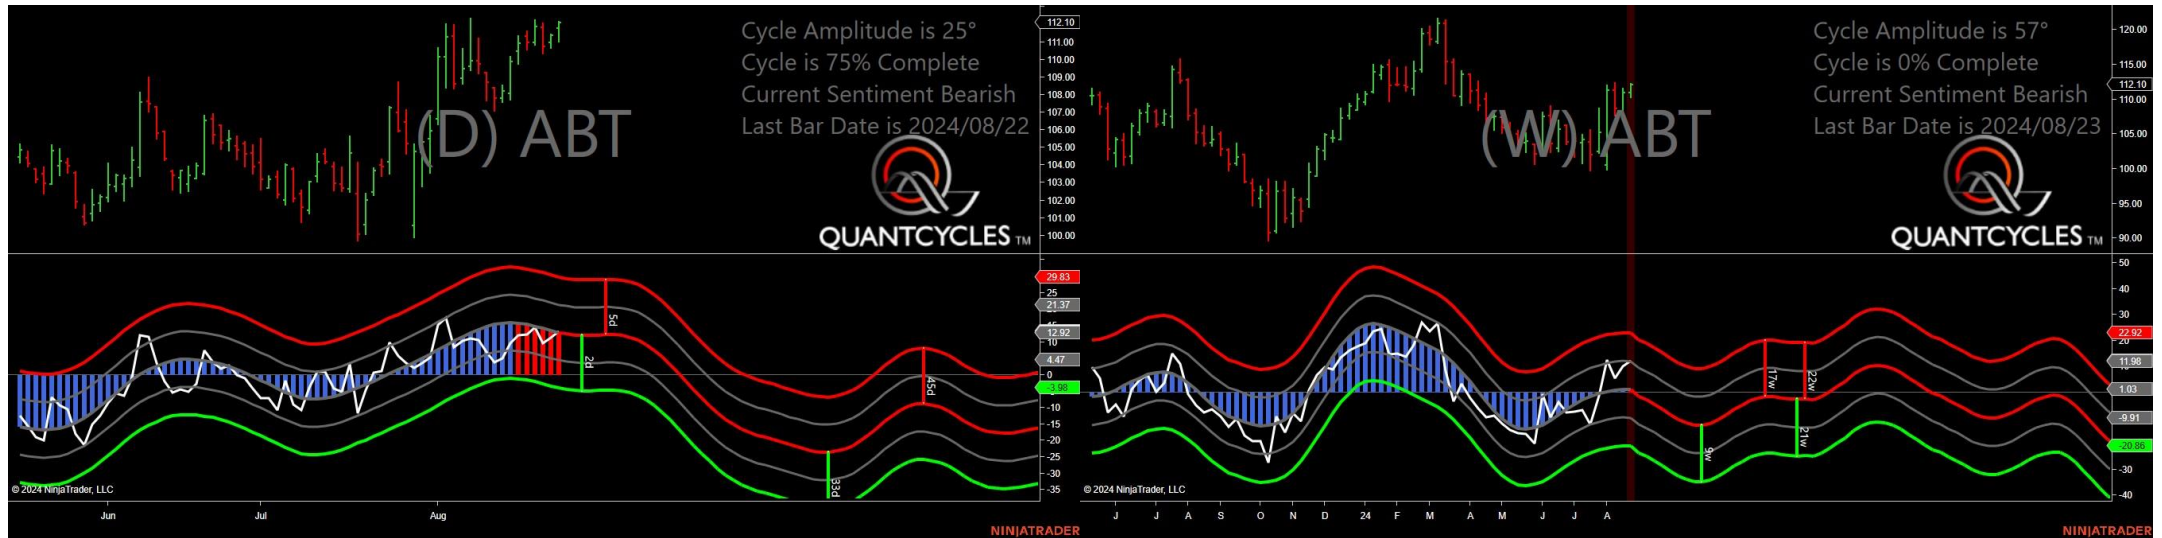 Cycle Amplitude is 25°
Cycle is 75% Complete
Current Sentiment Bearish
Last Bar Date is 2024/08/22
(D) ABT
QUANTCYCLES TM
112.10
111.00
110.00
109.00
108.00
107.00
106.00
105.00
104.00
103.00
102.00
101.00
100.00
29.83
25
21.37
12.92
10
4.47
0
-3.98
-10
-15
-20
-25
-30
-35
5d
2d
33d
45d
© 2024 NinjaTrader, LLC
Jun
Jul
Aug
NINJATRADER
Cycle Amplitude is 57°
Cycle is 0% Complete
Current Sentiment Bearish
Last Bar Date is 2024/08/23
(W) ABT
QUANTCYCLES TM
120.00
115.00
112.10
110.00
105.00
100.00
95.00
90.00
50
40
30
22.92
20
11.98
1.03
-9.91
-20.86
-30
-40
17w
22w
9w
21w
© 2024 NinjaTrader, LLC
J J A S O N D 24 F M A M J J A
NINJATRADER